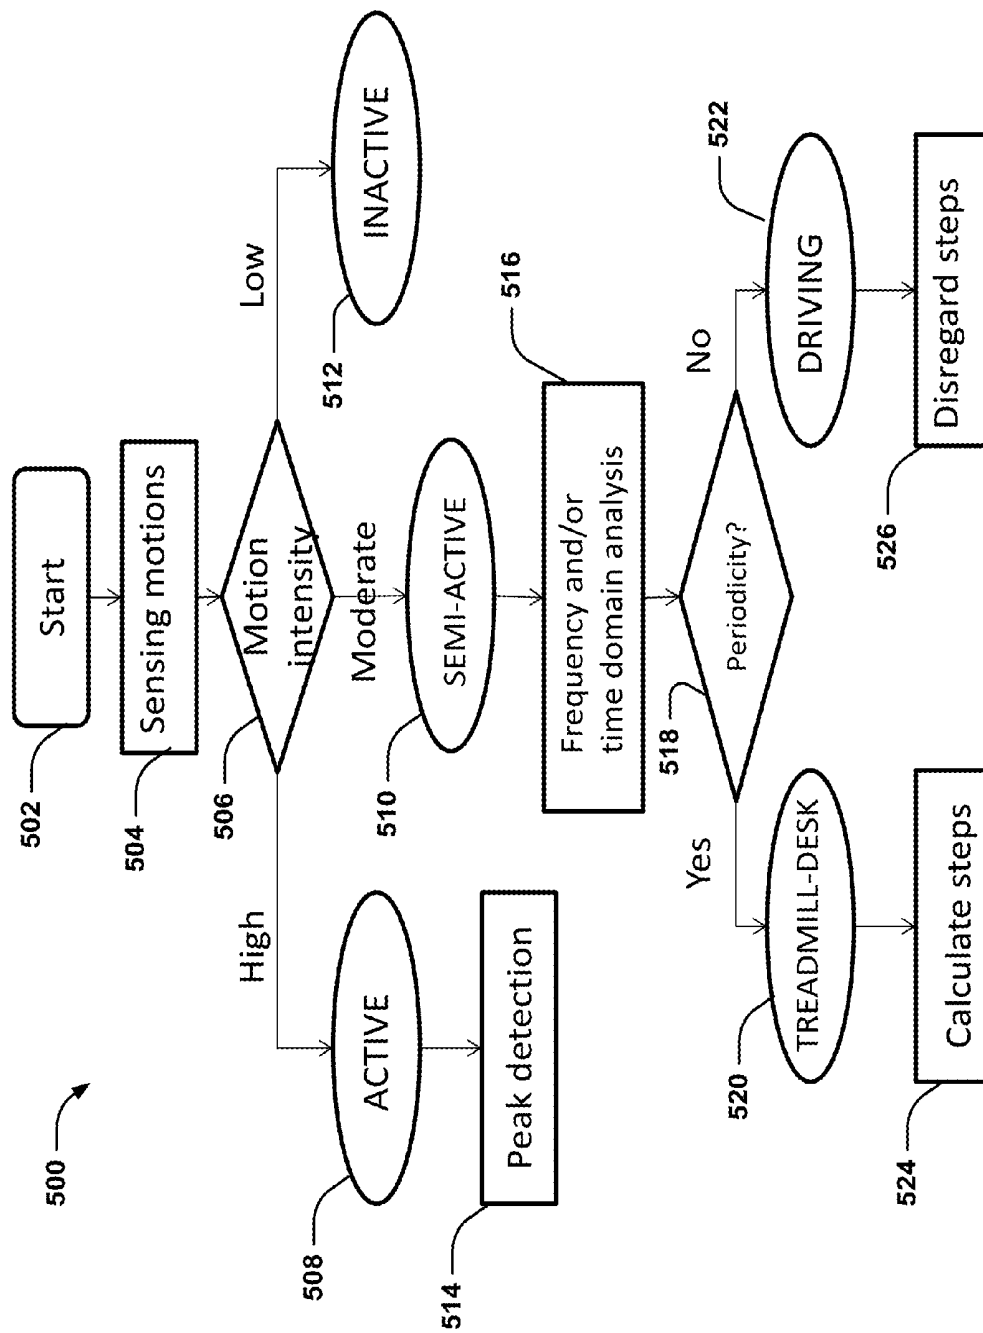 500
502
Start
504
Sensing motions
506
Motion
intensity
High
Moderate
Low
508
ACTIVE
510
SEMI-ACTIVE
512
INACTIVE
514
Peak detection
516
Frequency and/or
time domain analysis
518
Periodicity?
Yes
No
520
TREADMILL-DESK
522
DRIVING
524
Calculate steps
526
Disregard steps